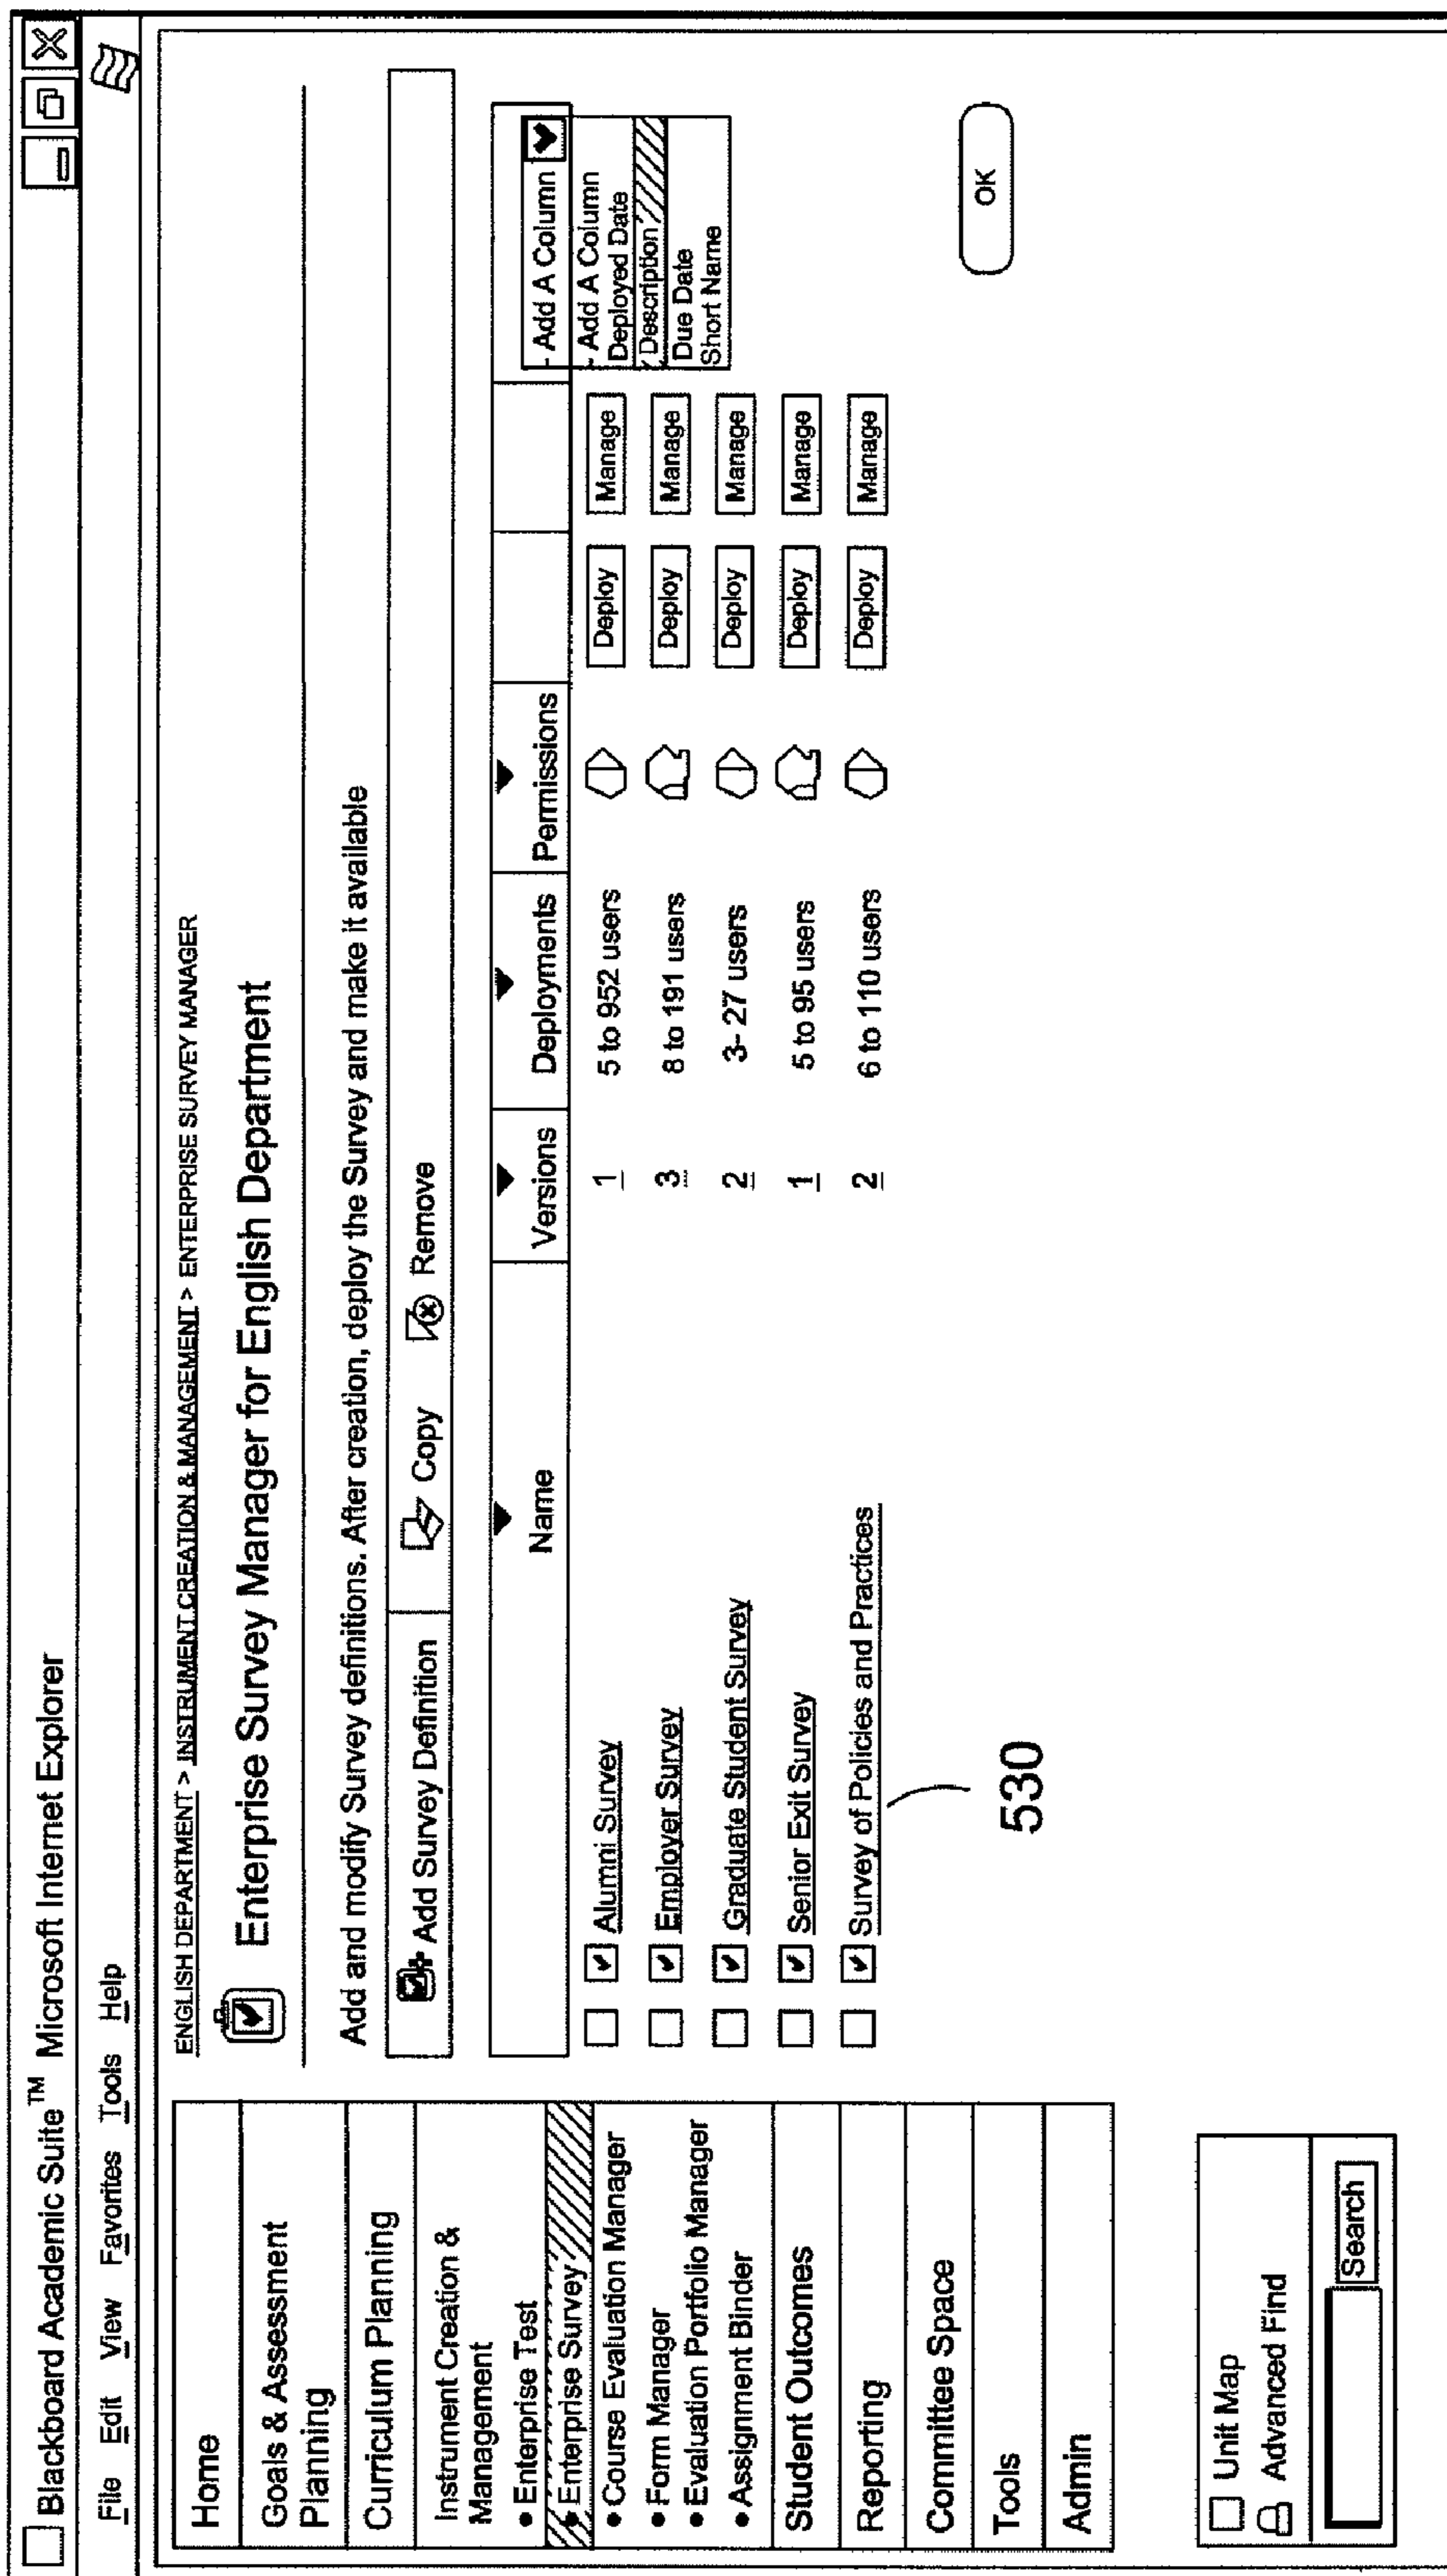 Blackboard Academic Suite™ Microsoft Internet Explorer
File Edit View Favorites Tools Help
Home
Goals & Assessment
Planning
Curriculum Planning
Instrument Creation &
Management
• Enterprise Test
• Enterprise Survey
• Course Evaluation Manager
• Form Manager
• Evaluation Portfolio Manager
• Assignment Binder
Student Outcomes
Reporting
Committee Space
Tools
Admin
Unit Map
Advanced Find
Search
ENGLISH DEPARTMENT > INSTRUMENT CREATION & MANAGEMENT > ENTERPRISE SURVEY MANAGER
Enterprise Survey Manager for English Department
Add and modify Survey definitions. After creation, deploy the Survey and make it available
Add Survey Definition Copy Remove
Name Versions Deployments Permissions - Add A Column
- Add A Column
Deployed Date
Description
Due Date
Short Name
Alumni Survey 1 5 to 952 users Deploy Manage
Employer Survey 3 8 to 191 users Deploy Manage
Graduate Student Survey 2 3- 27 users Deploy Manage
Senior Exit Survey 1 5 to 95 users Deploy Manage
Survey of Policies and Practices 2 6 to 110 users Deploy Manage
530
OK